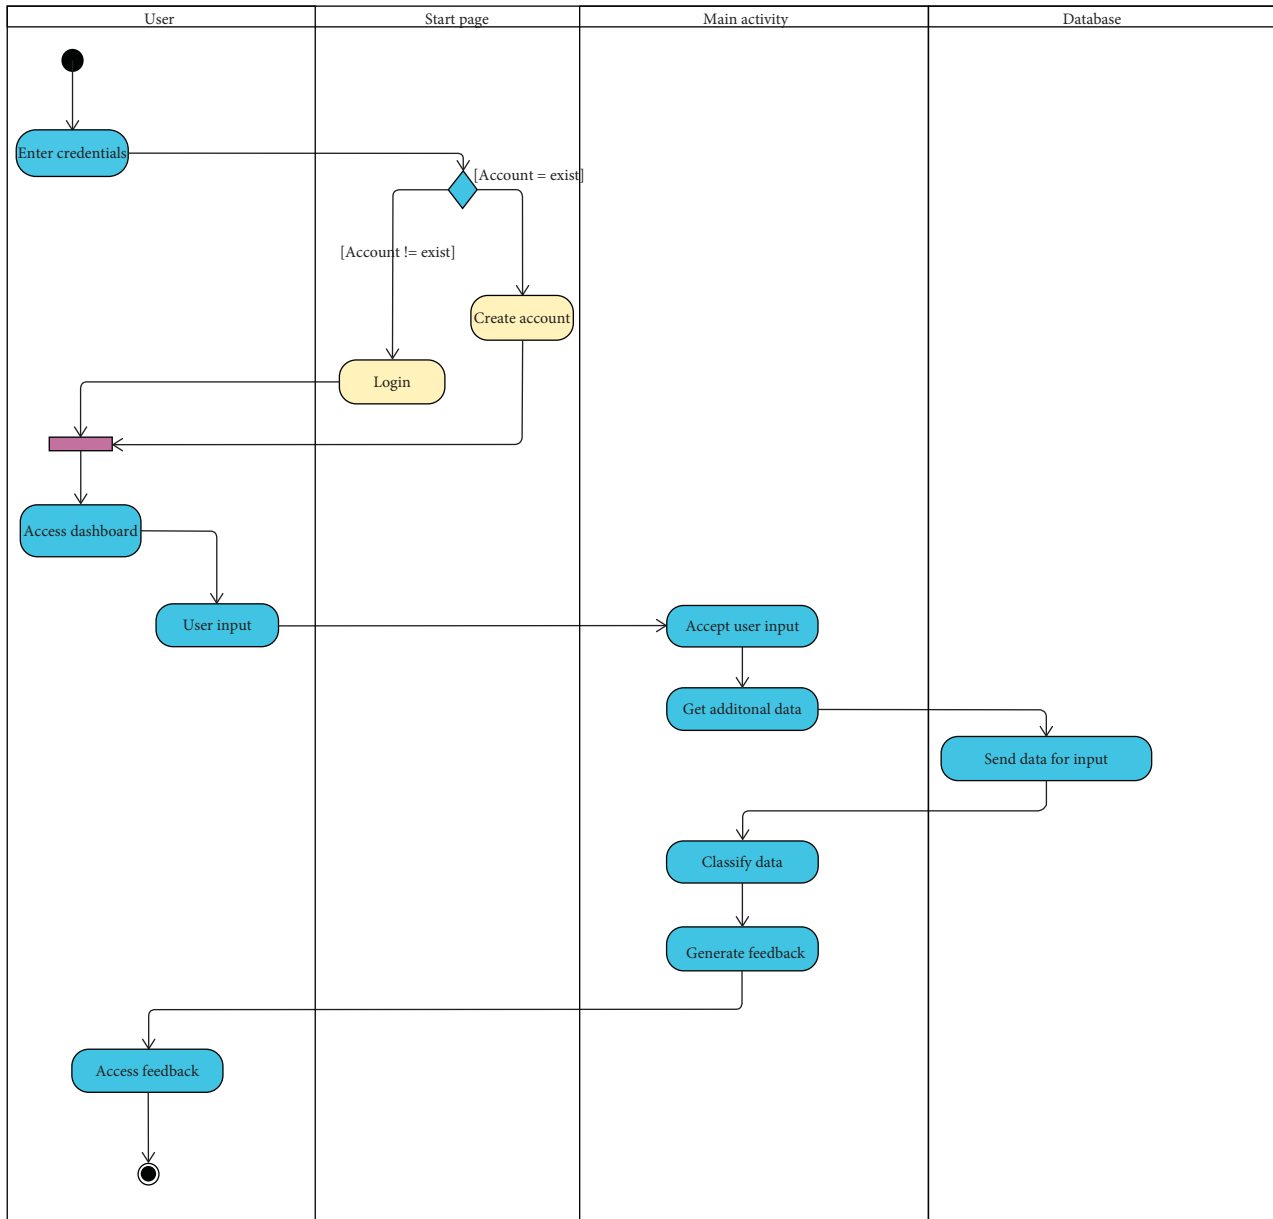 User
Start page
Main activity
Database
Enter credentials
[Account = exist]
[Account != exist]
Create account
Login
Access dashboard
User input
Accept user input
Get additonal data
Send data for input
Classify data
Generate feedback
Access feedback